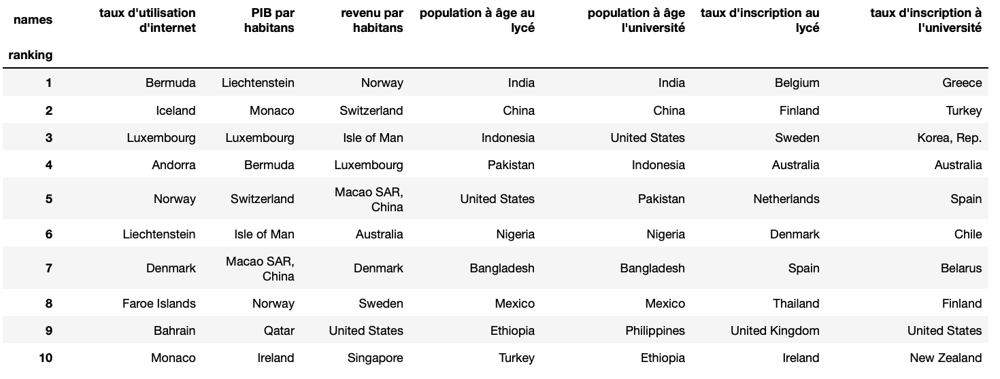 names taux d'utilisation d'internet PIB par habitans revenu par habitans population à âge au lycé population à âge l'université taux d'inscription au lycé taux d'inscription à l'université
ranking
1 Bermuda Liechtenstein Norway India India Belgium Greece
2 Iceland Monaco Switzerland China China Finland Turkey
3 Luxembourg Luxembourg Isle of Man Indonesia United States Sweden Korea, Rep.
4 Andorra Bermuda Luxembourg Pakistan Indonesia Australia Australia
5 Norway Switzerland Macao SAR, China United States Pakistan Netherlands Spain
6 Liechtenstein Isle of Man Australia Nigeria Nigeria Denmark Chile
7 Denmark Macao SAR, China Denmark Bangladesh Bangladesh Spain Belarus
8 Faroe Islands Norway Sweden Mexico Mexico Thailand Finland
9 Bahrain Qatar United States Ethiopia Philippines United Kingdom United States
10 Monaco Ireland Singapore Turkey Ethiopia Ireland New Zealand